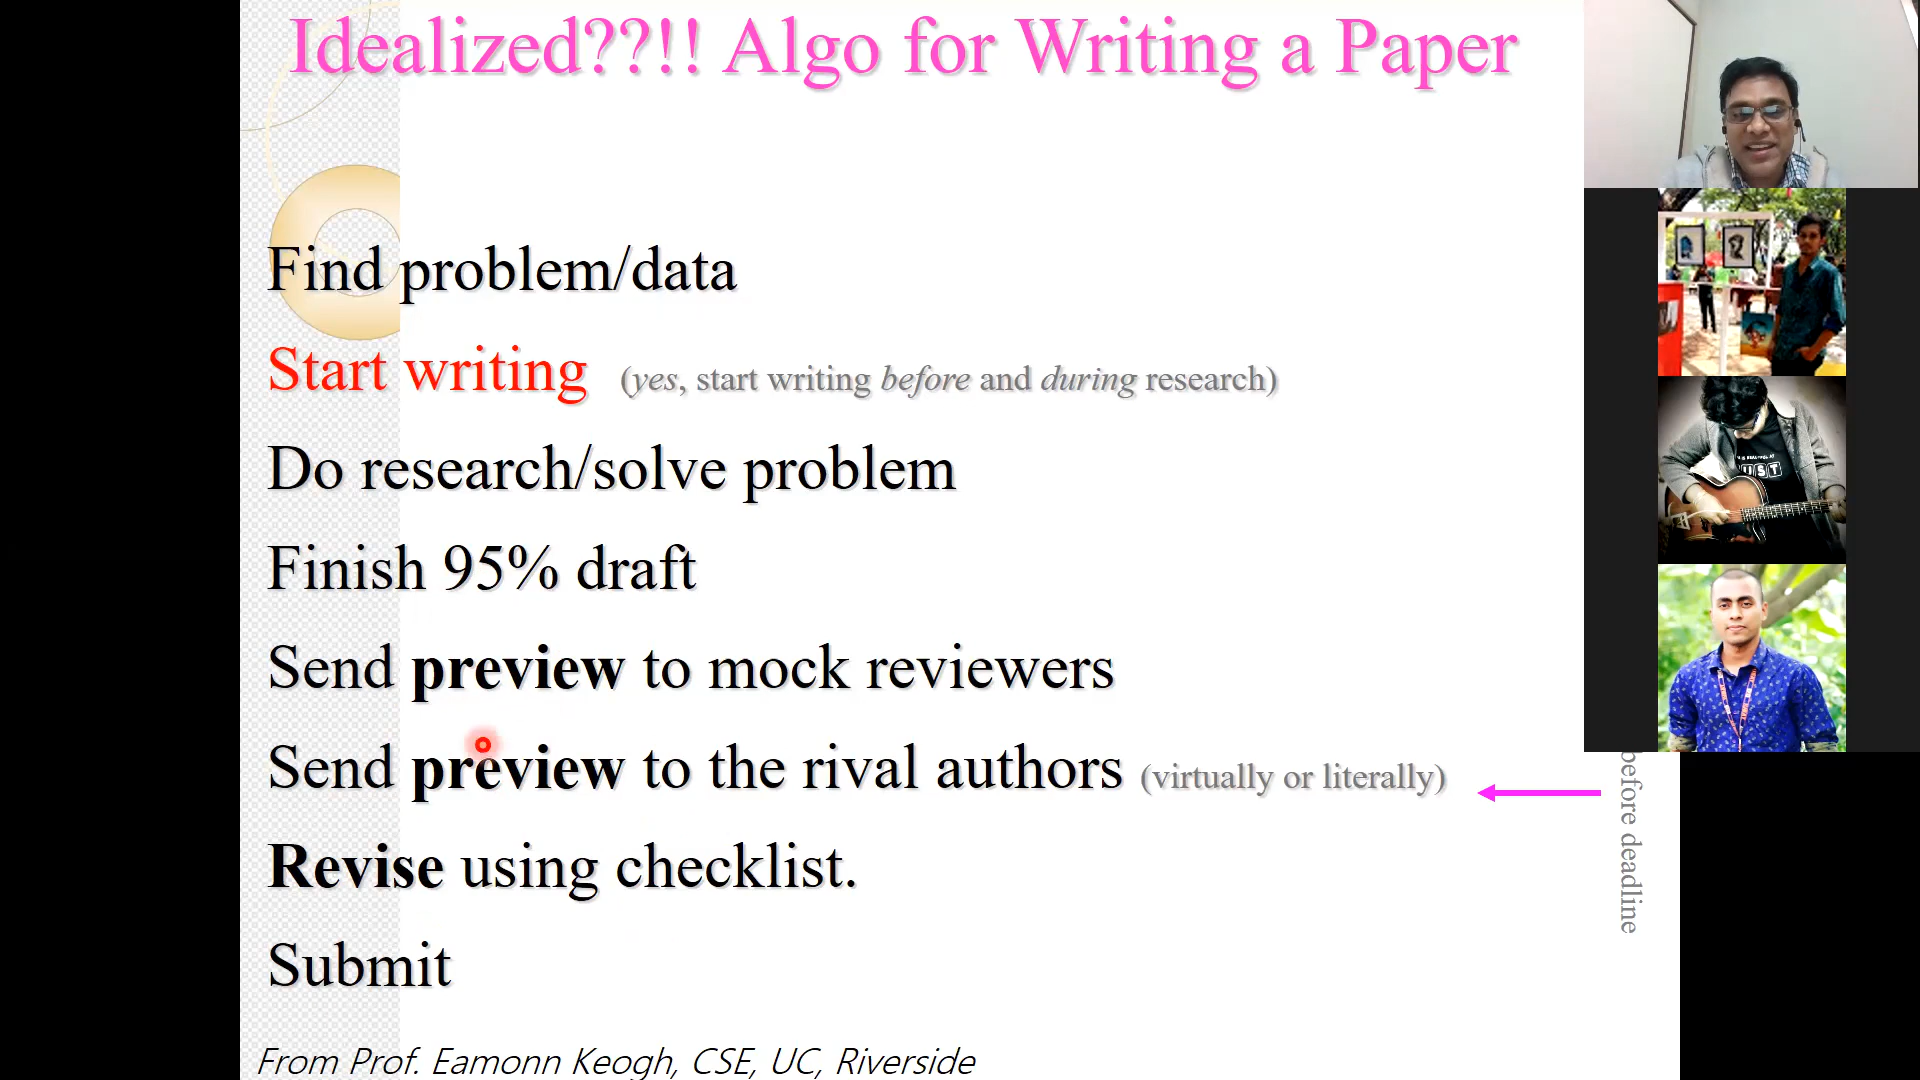 Idealized??!! Algo for Writing a Paper
Find problem/data
Start writing (yes, start writing before and during research)
Do research/solve problem
Finish 95% draft
Send preview to mock reviewers
Send preview to the rival authors (virtually or literally)
Revise using checklist.
Submit
From Prof. Eamonn Keogh, CSE, UC, Riverside
before deadline
UST